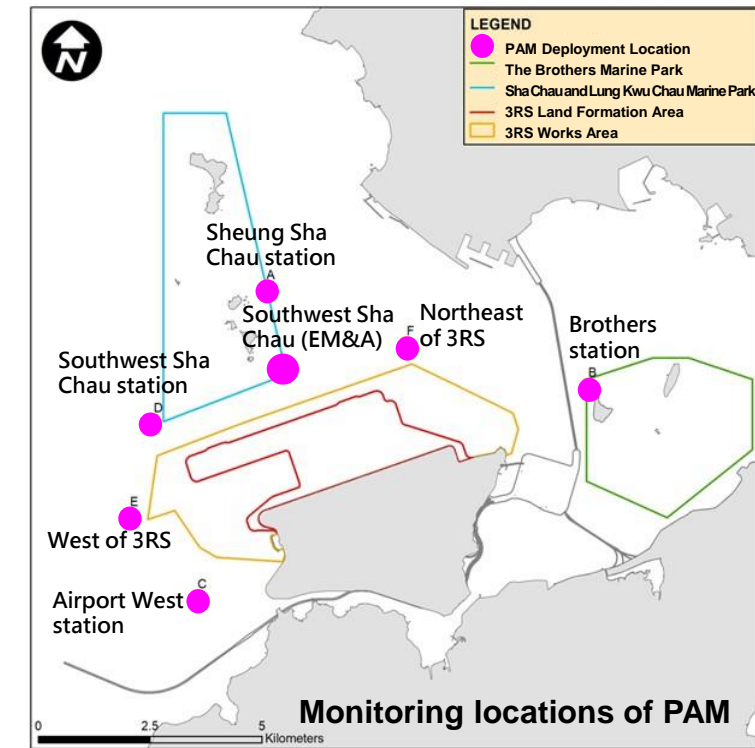 N
LEGEND
PAM Deployment Location
The Brothers Marine Park
Sha Chau and Lung Kwu Chau Marine Park
3RS Land Formation Area
3RS Works Area
Sheung Sha
Chau station
A
Southwest Sha
Chau (EM&A)
Northeast
of 3RS
F
Brothers
station
B
Southwest Sha
Chau station
D
E
West of 3RS
C
Airport West
station
Monitoring locations of PAM
0 2.5 5
Kilometers